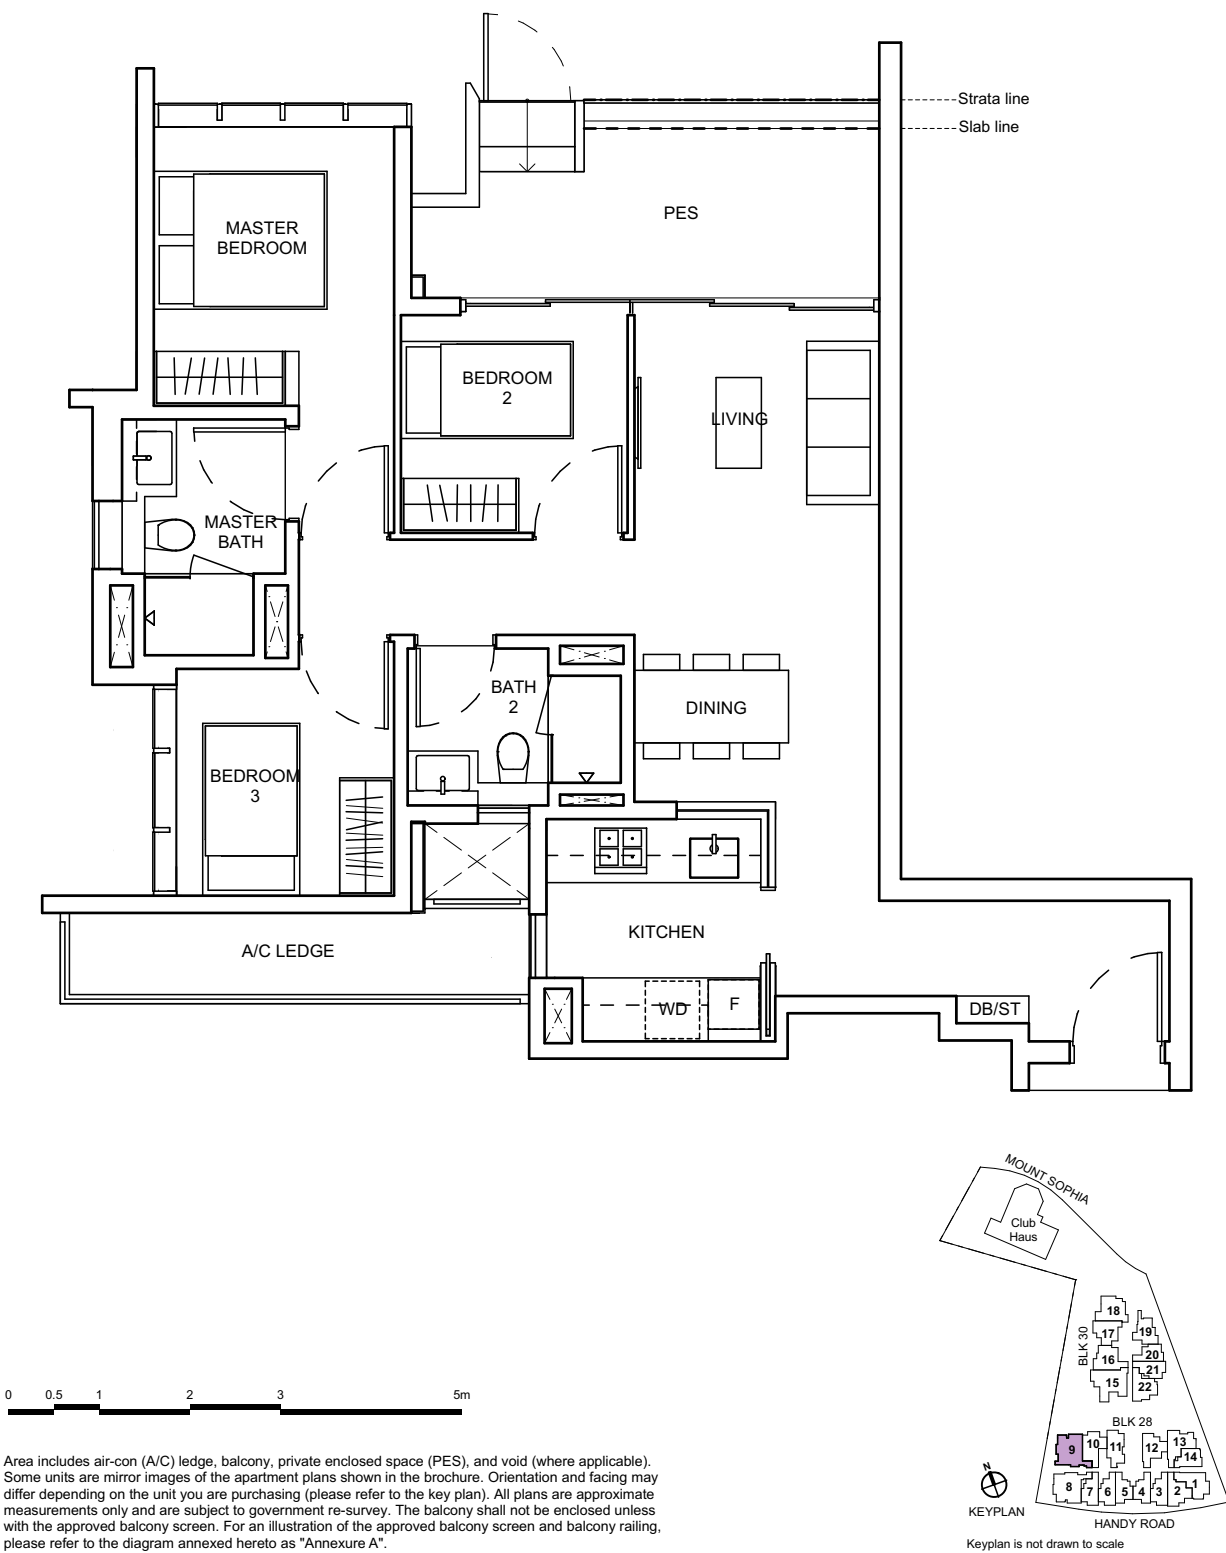 Strata line
Slab line
PES
MASTER
BEDROOM
BEDROOM
2
LIVING
MASTER
BATH
BATH
2
DINING
BEDROOM
3
KITCHEN
A/C LEDGE
WD
F
DB/ST
MOUNT SOPHIA
Club
Haus
18
17
19
BLK 30
16
20
21
15
22
BLK 28
9
10
11
12
13
14
8
7
6
5
4
3
2
1
N
KEYPLAN
HANDY ROAD
Keyplan is not drawn to scale
0 0.5 1 2 3 5m
Area includes air-con (A/C) ledge, balcony, private enclosed space (PES), and void (where applicable).
Some units are mirror images of the apartment plans shown in the brochure. Orientation and facing may
differ depending on the unit you are purchasing (please refer to the key plan). All plans are approximate
measurements only and are subject to government re-survey. The balcony shall not be enclosed unless
with the approved balcony screen. For an illustration of the approved balcony screen and balcony railing,
please refer to the diagram annexed hereto as "Annexure A".